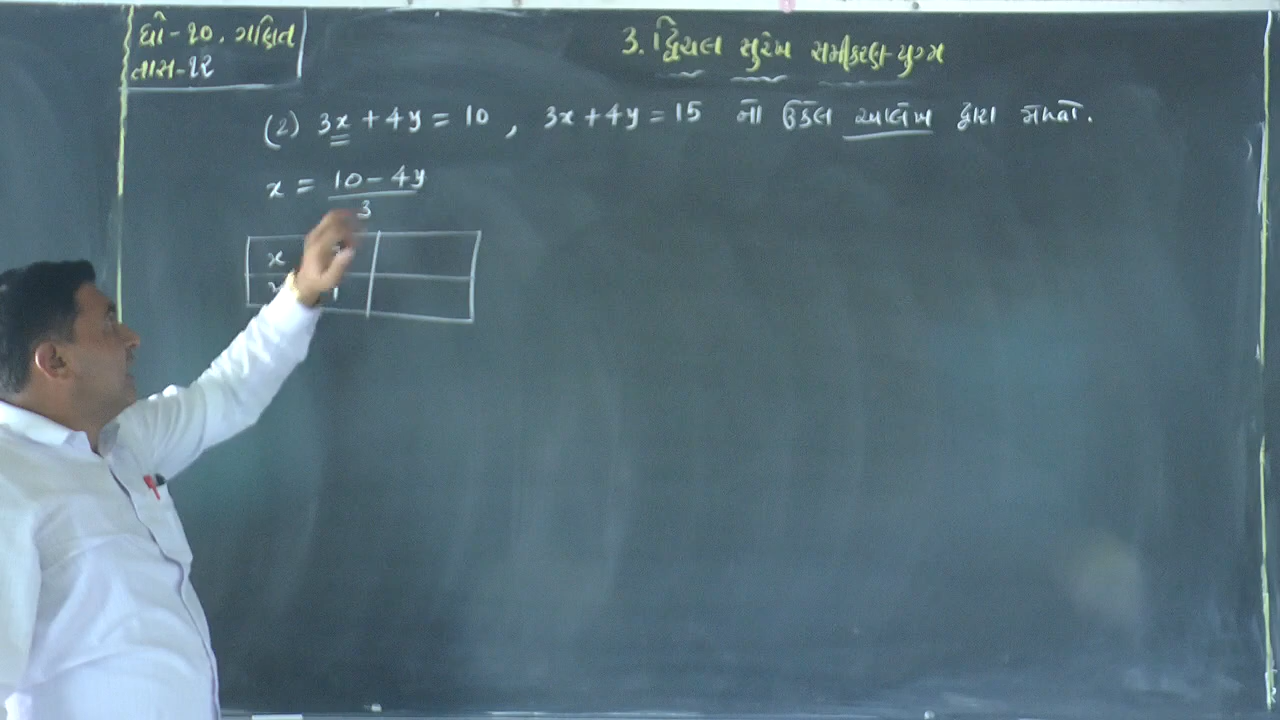 ધો-૧૦. ગણિત
તાસ-૧૨
૩. દ્વિચલ સુરેખ સમીકરણ-યુગ્મ
(2) 3x + 4y = 10 , 3x + 4y = 15 નો ઉકેલ આલેખ દ્વારા મેળવો.
x = 10 - 4y / 3
x
1